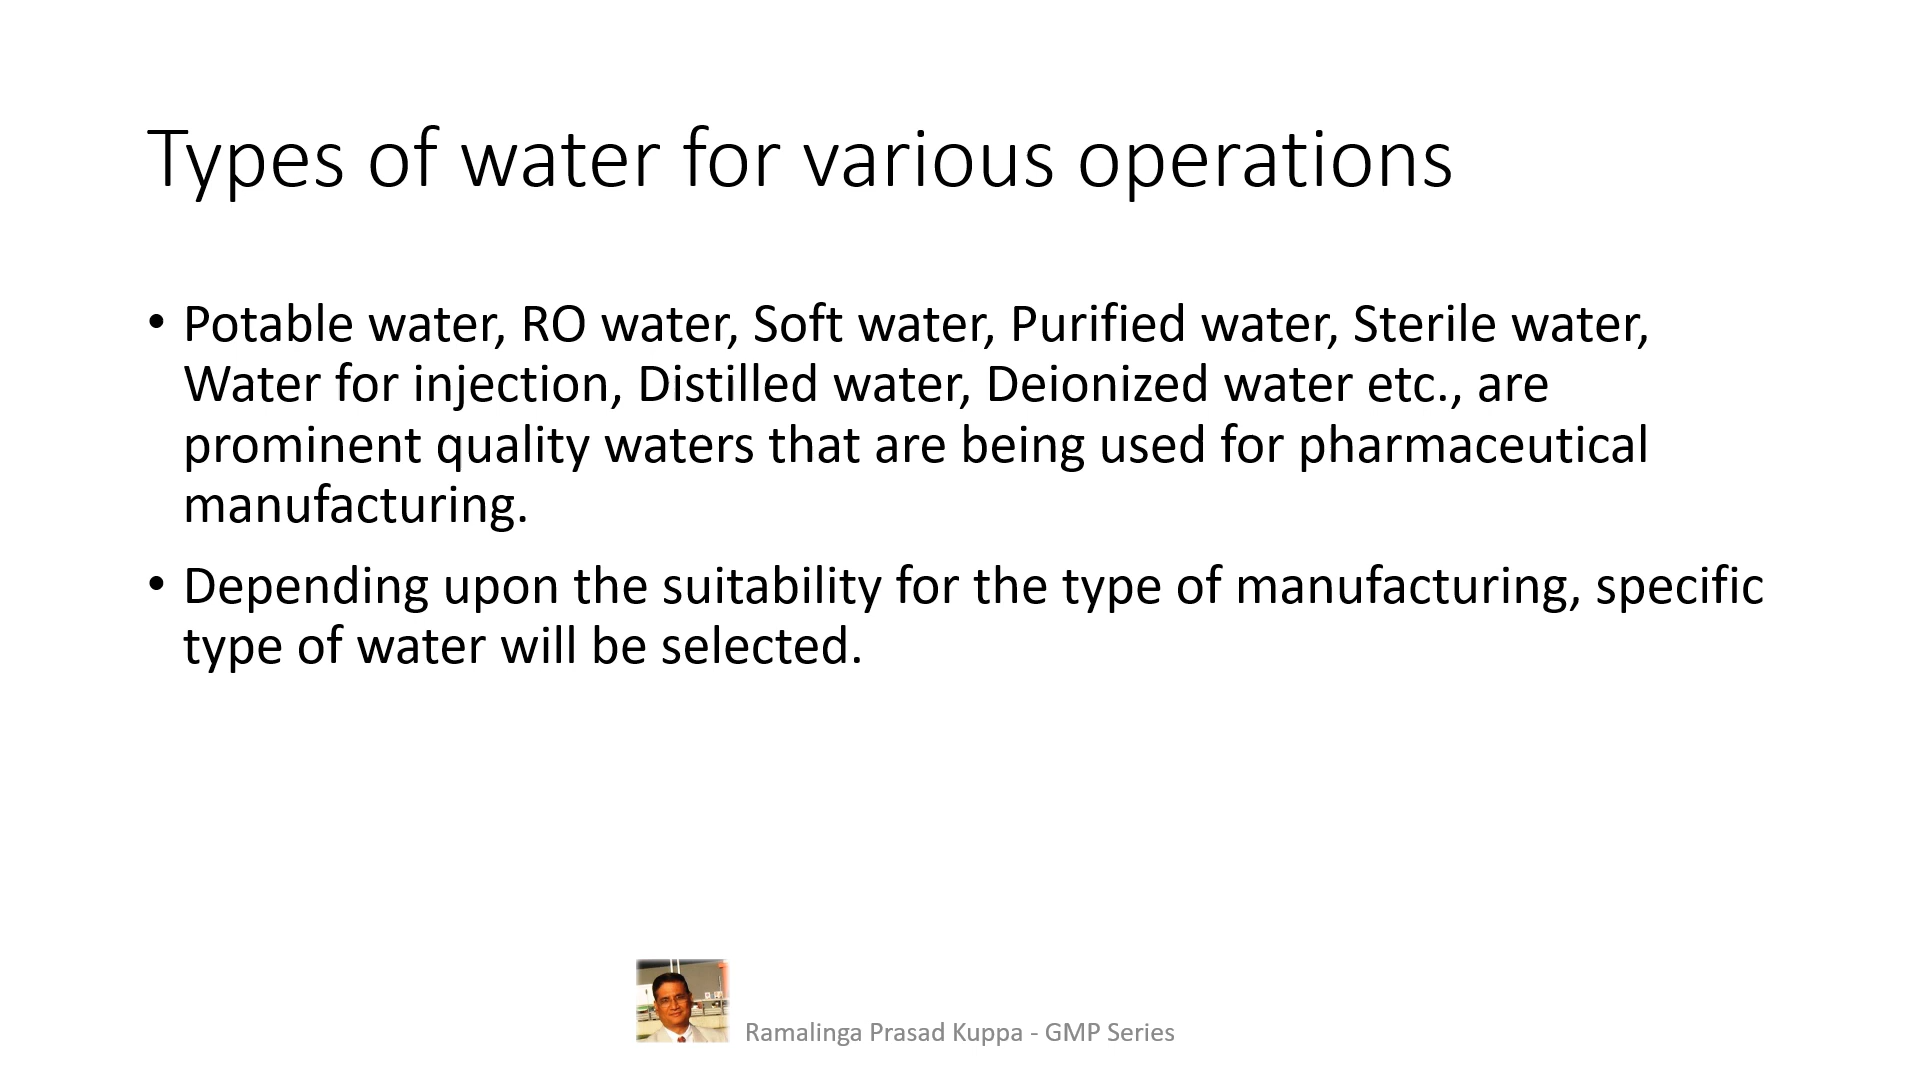 Types of water for various operations
• Potable water, RO water, Soft water, Purified water, Sterile water,
Water for injection, Distilled water, Deionized water etc., are
prominent quality waters that are being used for pharmaceutical
manufacturing.
• Depending upon the suitability for the type of manufacturing, specific
type of water will be selected.
Ramalinga Prasad Kuppa - GMP Series